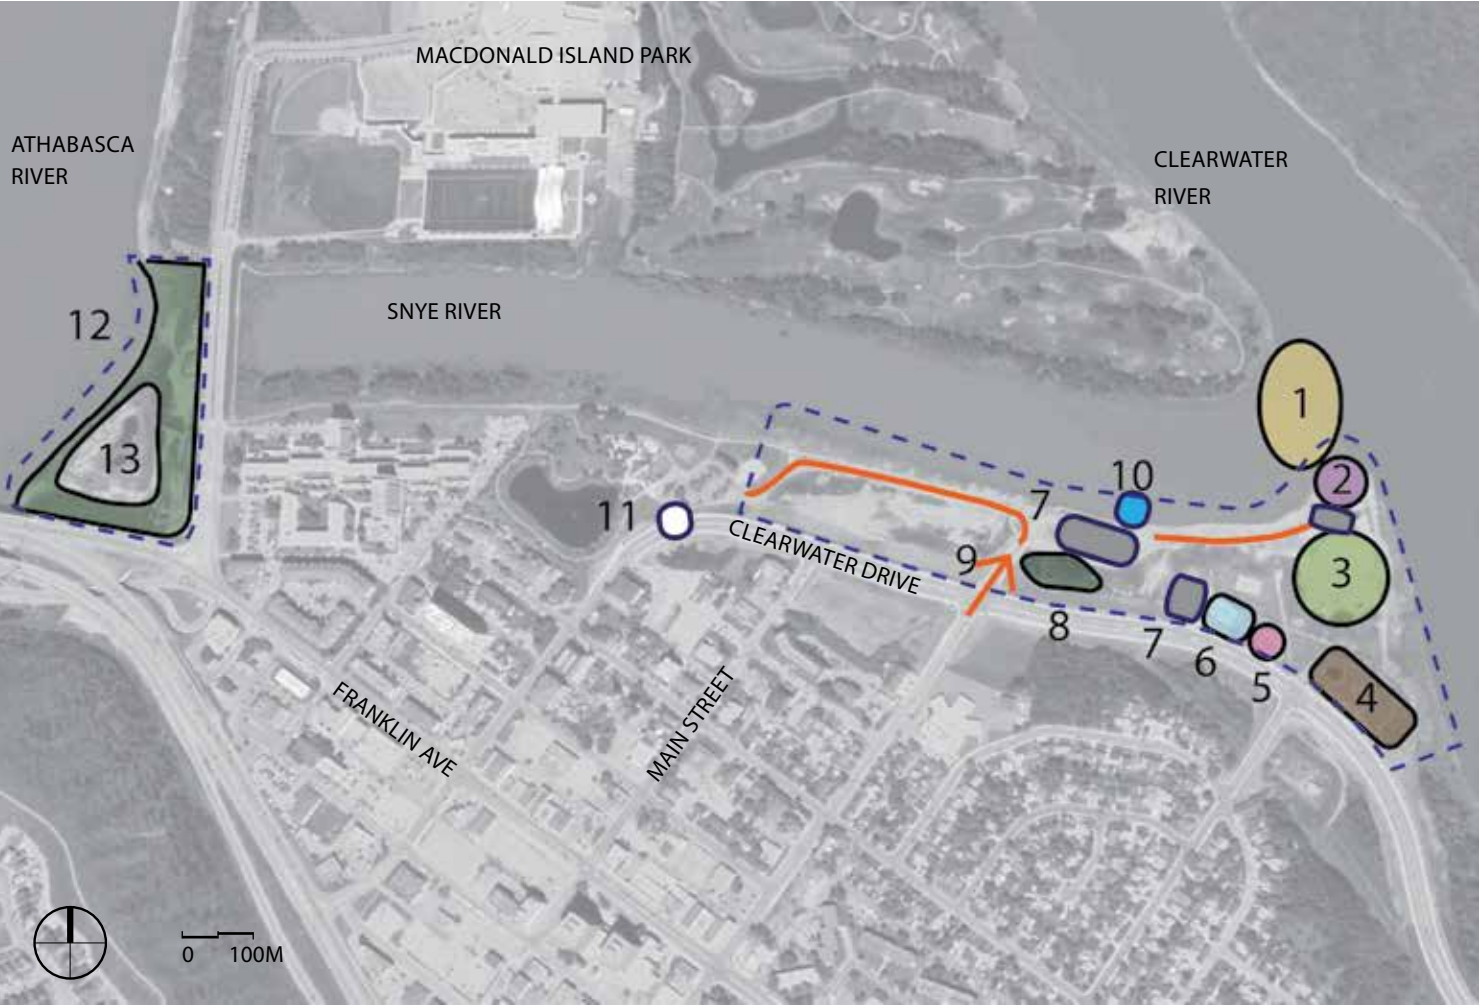 MACDONALD ISLAND PARK
ATHABASCA
RIVER
CLEARWATER
RIVER
SNYE RIVER
12
1
13
10
2
7
11
CLEARWATER DRIVE
9
3
8
7
6
5
4
FRANKLIN AVE
MAIN STREET
0 100M